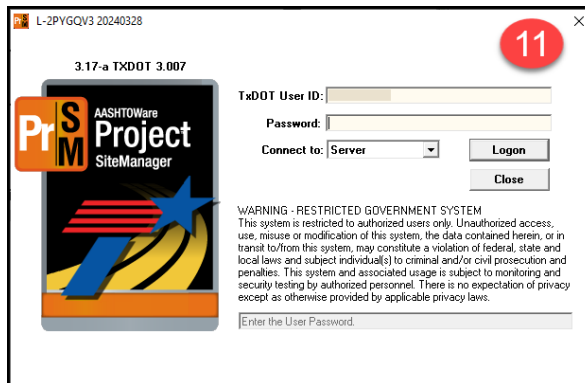 L-2PYGQV3 20240328
11
3.17-a TXDOT 3.007
Pr SM
AASHTOWare
Project
SiteManager
TxDOT User ID:
Password:
Connect to: Server
Logon
Close
WARNING - RESTRICTED GOVERNMENT SYSTEM
This system is restricted to authorized users only. Unauthorized access,
use, misuse or modification of this system, the data contained herein, or in
transit to/from this system, may constitute a violation of federal, state and
local laws and subject individual(s) to criminal and/or civil prosecution and
penalties. This system and associated usage is subject to monitoring and
security testing by authorized personnel. There is no expectation of privacy
except as otherwise provided by applicable privacy laws.
Enter the User Password.